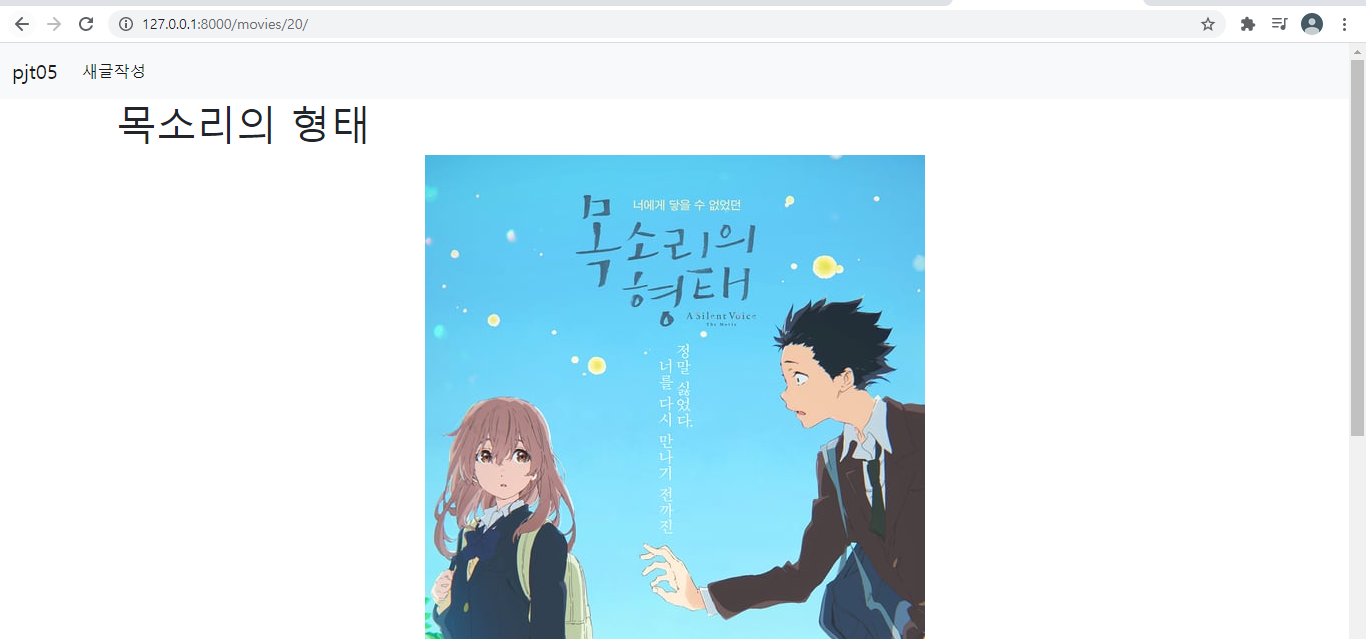 127.0.0.1:8000/movies/20/
pjt05 새글작성
목소리의 형태
너에게 닿을 수 없었던
목소리의
형태
A Silent Voice
The Movie
정말 싫었다.
너를 다시 만나기 전까진